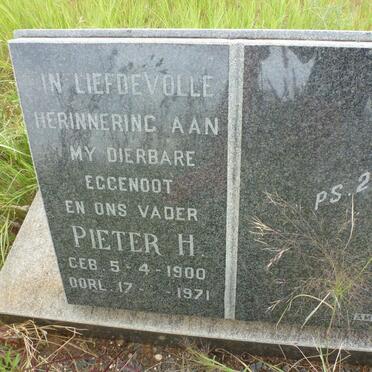 IN LIEFDEVOLLE
HERINNERING AAN
MY DIERBARE
EGGENOOT
EN ONS VADER
PIETER H.
GEB. 5-4-1900
OORL. 17- -1971
PS. 2